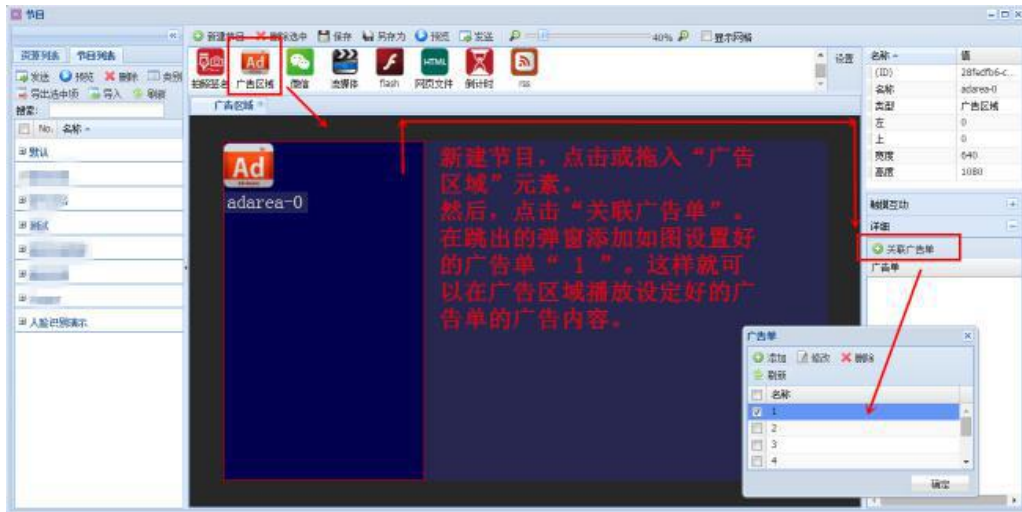 节目
新建节目 删除选中 保存 另存为 预览 发送 40% 显示网格
资源列表 节目列表
发送 预览 删除 类别
导出选中项 导入 刷新
搜索:
No. 名称
默认
测试
人脸识别演示
拍照签名 广告区域 微信 流媒体 flash 网页文件 倒计时 rss
设置
广告区域
Ad
adarea-0
新建节目，点击或拖入“广告
区域”元素。
然后，点击“关联广告单”。
在跳出的弹窗添加如图设置好
的广告单“ 1 ”。这样就可
以在广告区域播放设定好的广
告单的广告内容。
名称 值
(ID) 28fadfb6-c...
名称 adarea-0
类型 广告区域
左 0
上 0
宽度 640
高度 1080
触摸互动
详细
关联广告单
广告单
广告单
添加 修改 删除
刷新
名称
1
2
3
4
确定